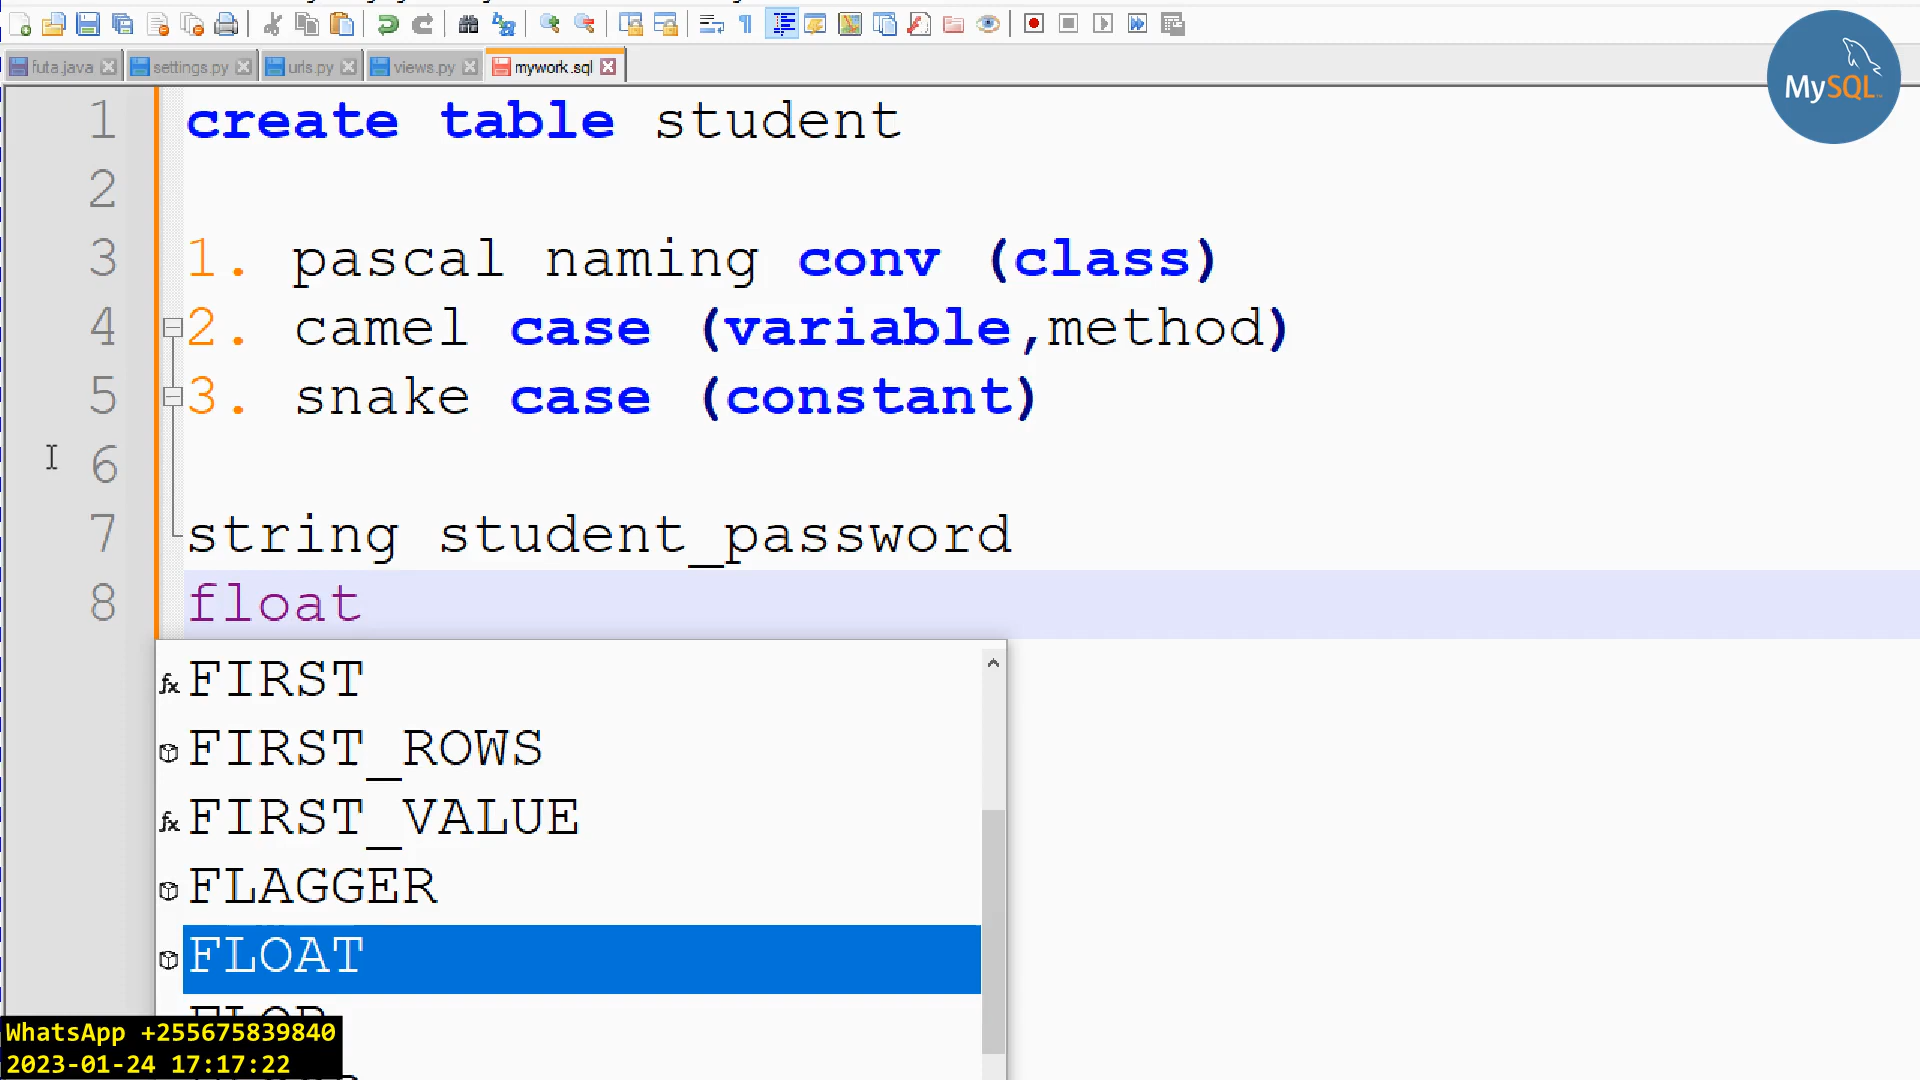 futa.java
settings.py
urls.py
views.py
mywork.sql
MySQL
1 create table student
2
3 1. pascal naming conv (class)
4 2. camel case (variable,method)
5 3. snake case (constant)
6
7 string student_password
8 float
FIRST
FIRST_ROWS
FIRST_VALUE
FLAGGER
FLOAT
WhatsApp +255675839840
2023-01-24 17:17:22